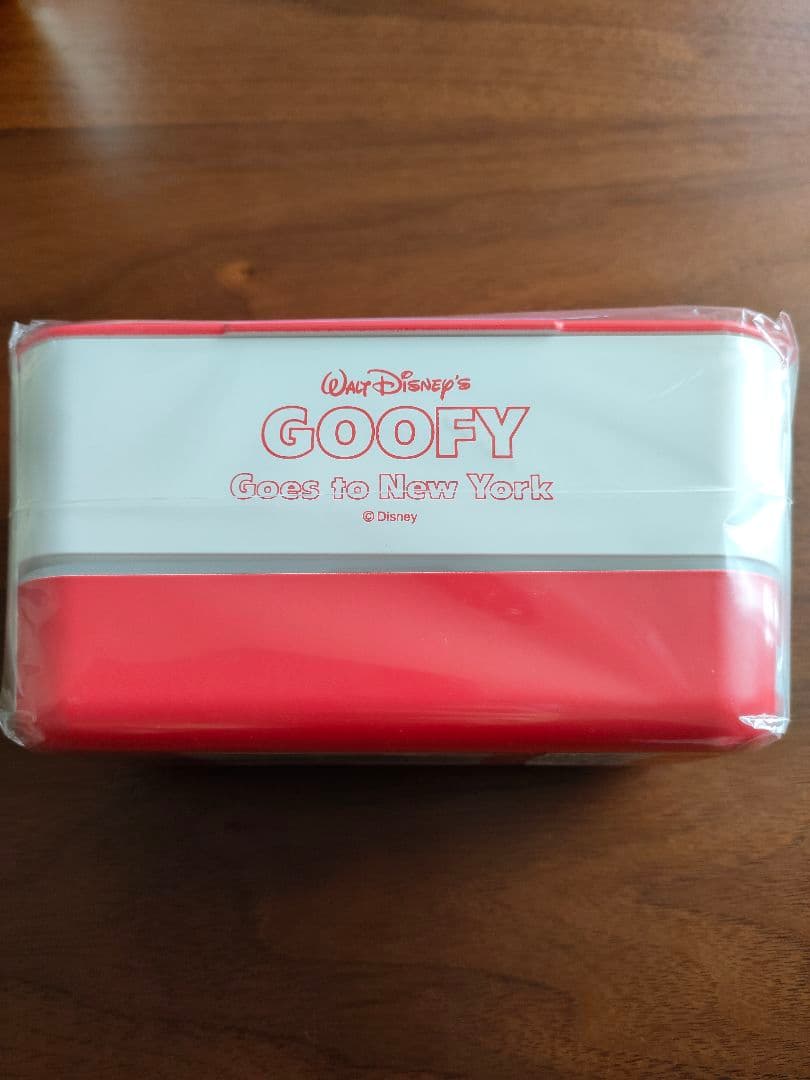 Walt Disney's
GOOFY
Goes to New York
© Disney